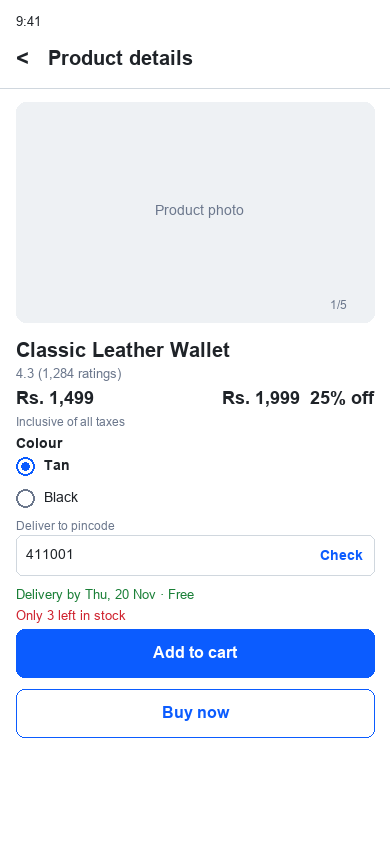 9:41
< Product details
Product photo
1/5
Classic Leather Wallet
4.3 (1,284 ratings)
Rs. 1,499 Rs. 1,999 25% off
Inclusive of all taxes
Colour
Tan
Black
Deliver to pincode
411001 Check
Delivery by Thu, 20 Nov · Free
Only 3 left in stock
Add to cart
Buy now